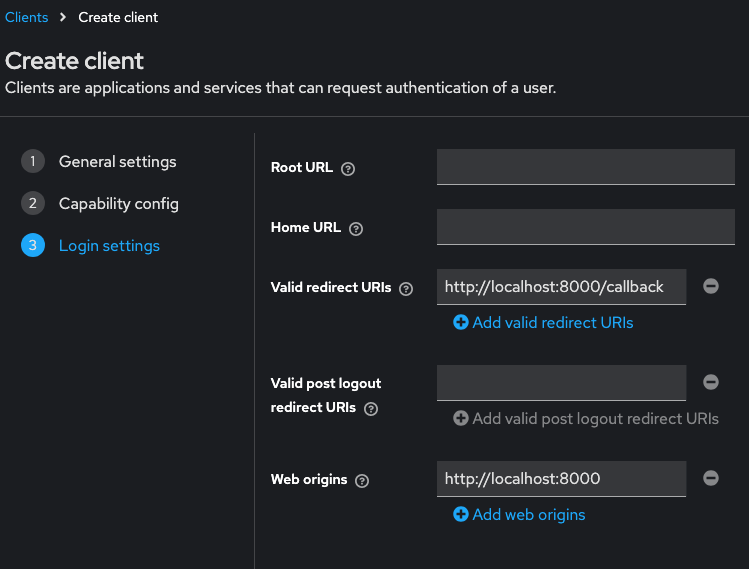 Clients > Create client
Create client
Clients are applications and services that can request authentication of a user.
1 General settings
2 Capability config
3 Login settings
Root URL
Home URL
Valid redirect URIs http://localhost:8000/callback
Add valid redirect URIs
Valid post logout
redirect URIs
Add valid post logout redirect URIs
Web origins http://localhost:8000
Add web origins